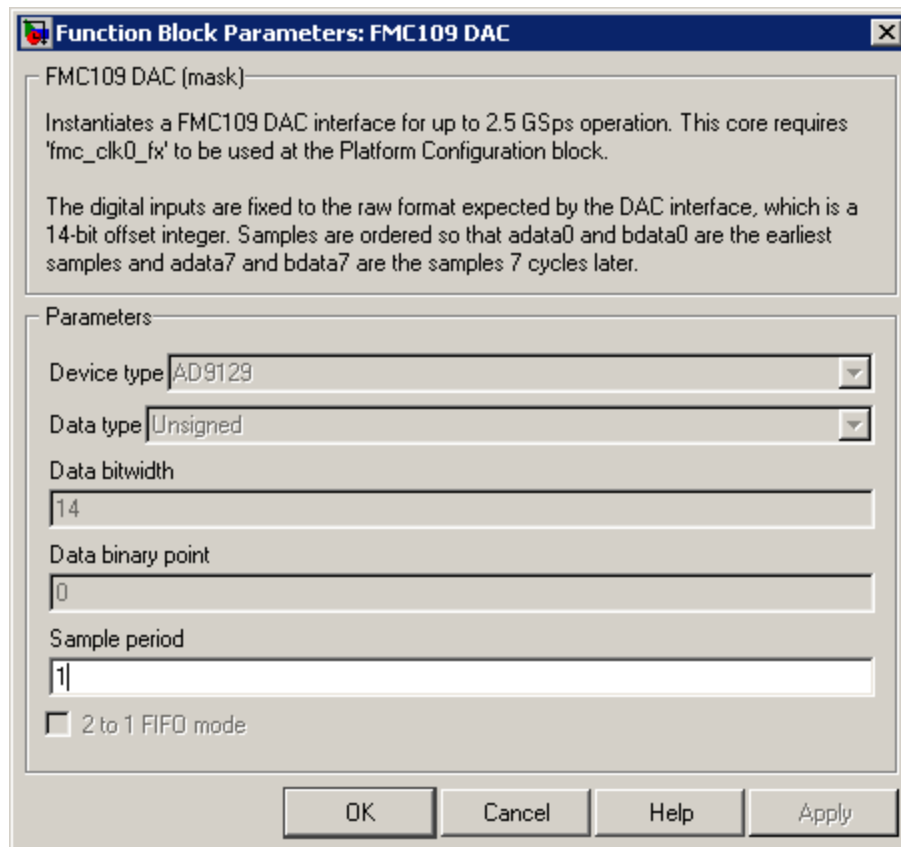 Function Block Parameters: FMC109 DAC
FMC109 DAC (mask)
Instantiates a FMC109 DAC interface for up to 2.5 GSps operation. This core requires
'fmc_clk0_fx' to be used at the Platform Configuration block.
The digital inputs are fixed to the raw format expected by the DAC interface, which is a
14-bit offset integer. Samples are ordered so that adata0 and bdata0 are the earliest
samples and adata7 and bdata7 are the samples 7 cycles later.
Parameters
Device type AD9129
Data type Unsigned
Data bitwidth
14
Data binary point
0
Sample period
1
2 to 1 FIFO mode
OK Cancel Help Apply